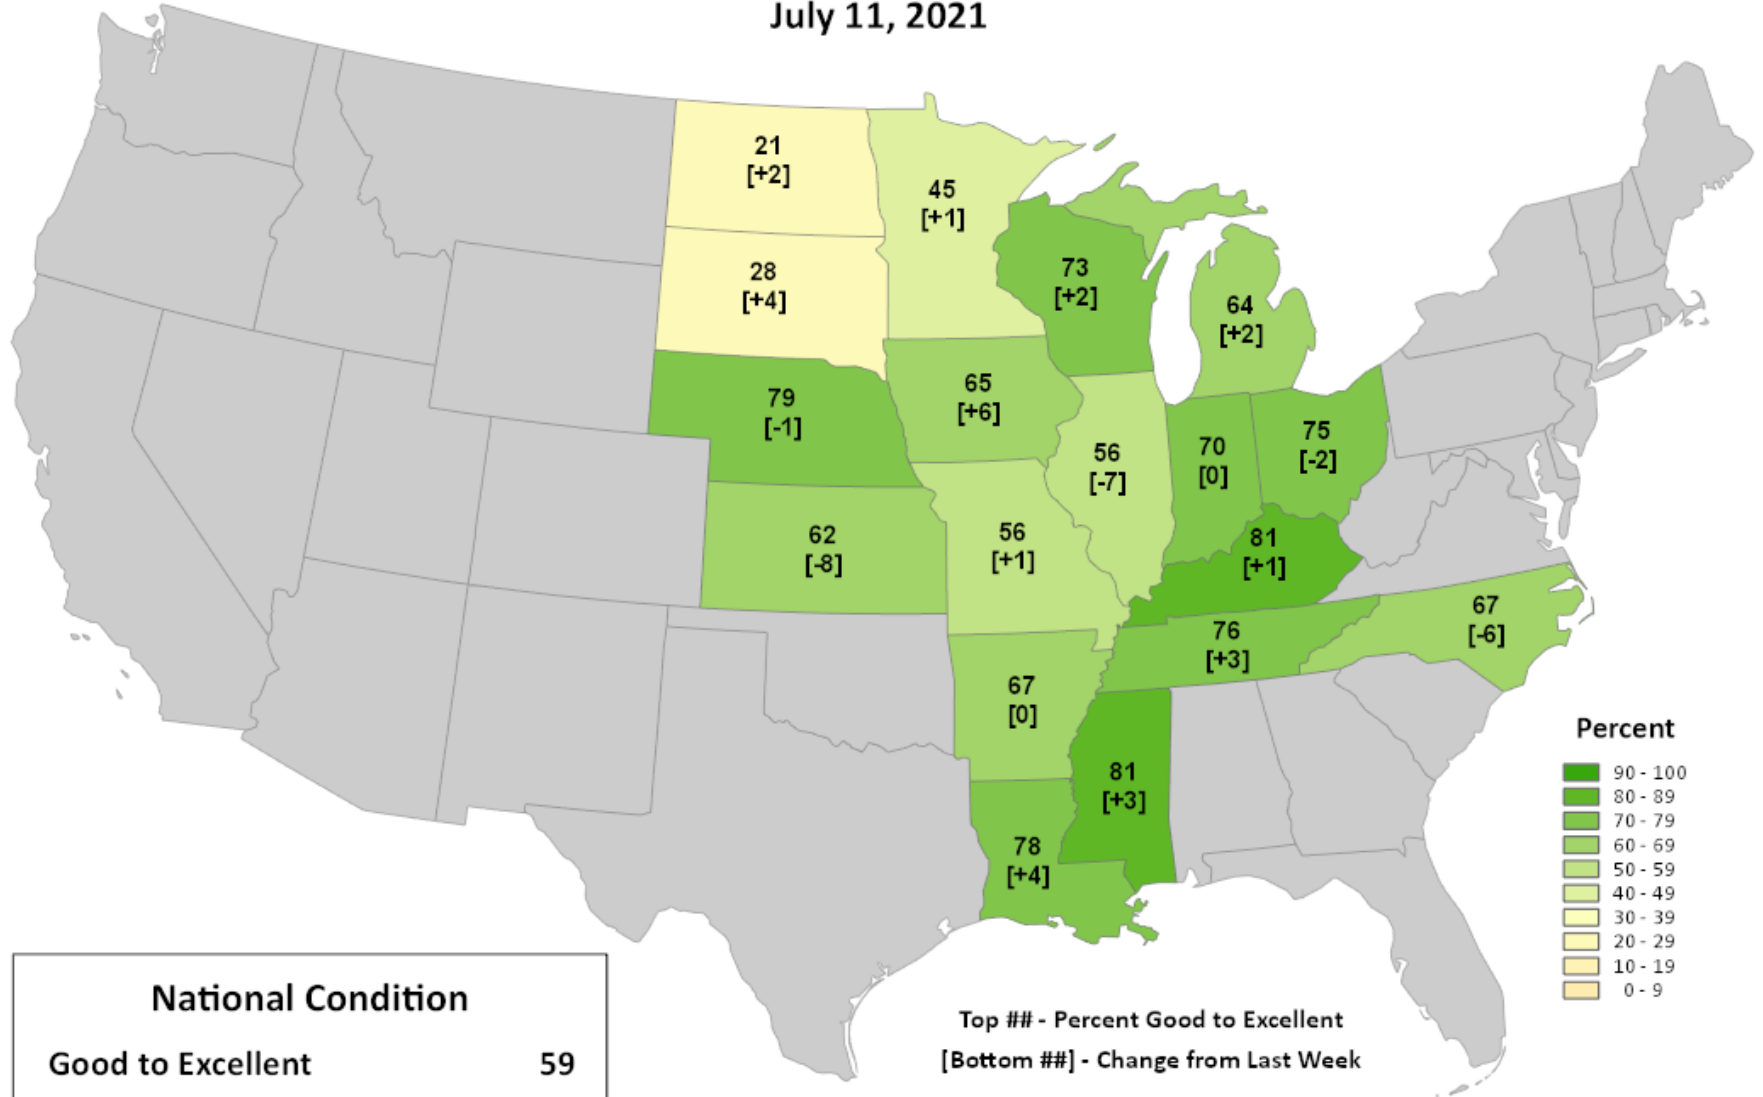 July 11, 2021
21
[+2]
45
[+1]
28
[+4]
73
[+2]
64
[+2]
79
[-1]
65
[+6]
56
[-7]
70
[0]
75
[-2]
62
[-8]
56
[+1]
81
[+1]
67
[-6]
76
[+3]
67
[0]
81
[+3]
78
[+4]
Percent
90 - 100
80 - 89
70 - 79
60 - 69
50 - 59
40 - 49
30 - 39
20 - 29
10 - 19
0 - 9
National Condition
Good to Excellent 59
Top ## - Percent Good to Excellent
[Bottom ##] - Change from Last Week